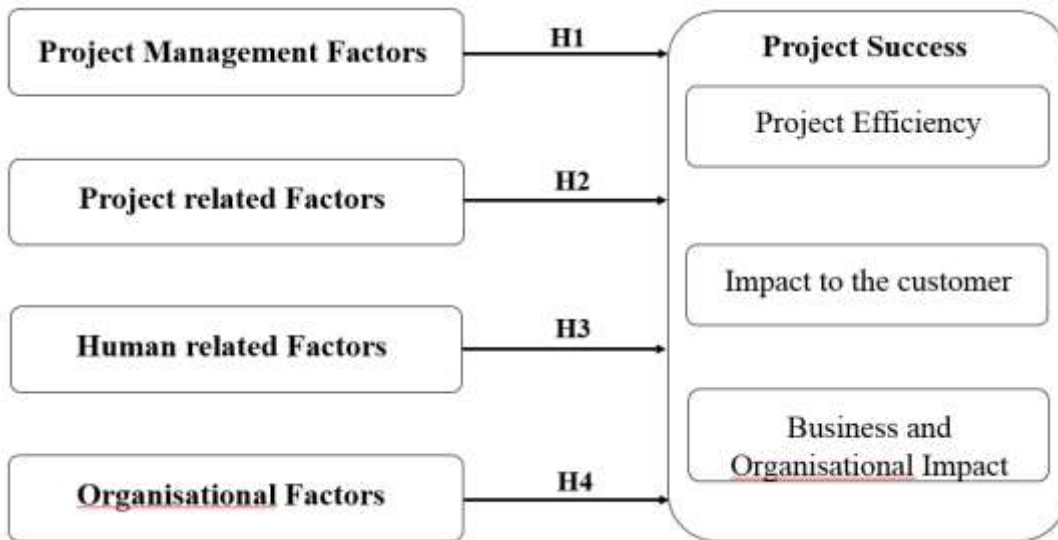 Project Management Factors
H1
Project Success
Project Efficiency
Project related Factors
H2
Impact to the customer
Human related Factors
H3
Business and
Organisational Impact
Organisational Factors
H4